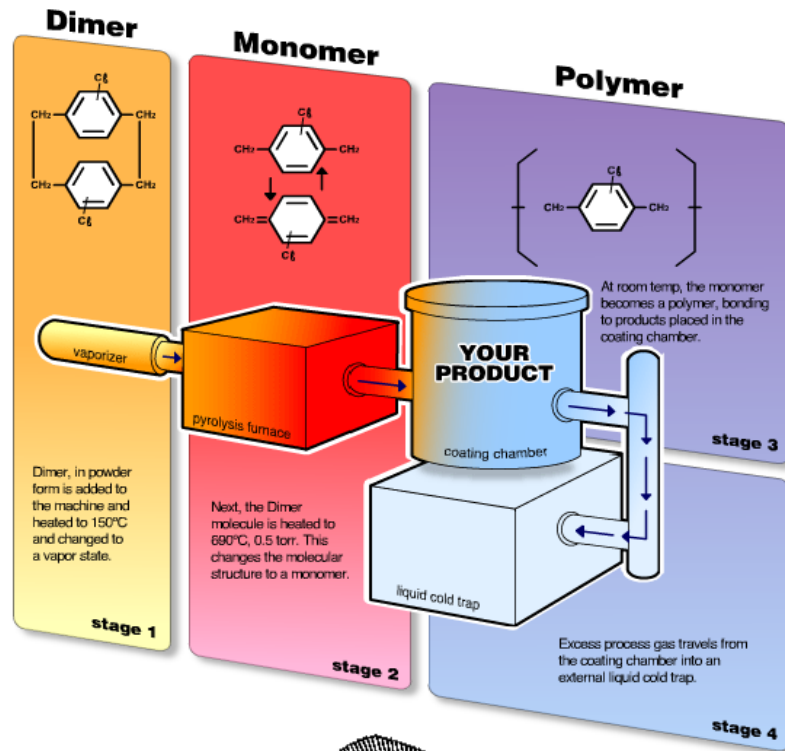 Dimer
Monomer
Polymer
Cl
CH₂
CH₂
CH₂
CH₂
Cl
Cl
CH₂
CH₂
CH₂
CH₂
Cl
Cl
CH₂
CH₂
At room temp, the monomer
becomes a polymer, bonding
to products placed in the
coating chamber.
vaporizer
pyrolysis furnace
YOUR
PRODUCT
coating chamber
stage 3
Dimer, in powder
form is added to
the machine and
heated to 150ºC
and changed to
a vapor state.
stage 1
Next, the Dimer
molecule is heated to
690ºC, 0.5 torr. This
changes the molecular
structure to a monomer.
stage 2
liquid cold trap
Excess process gas travels from
the coating chamber into an
external liquid cold trap.
stage 4